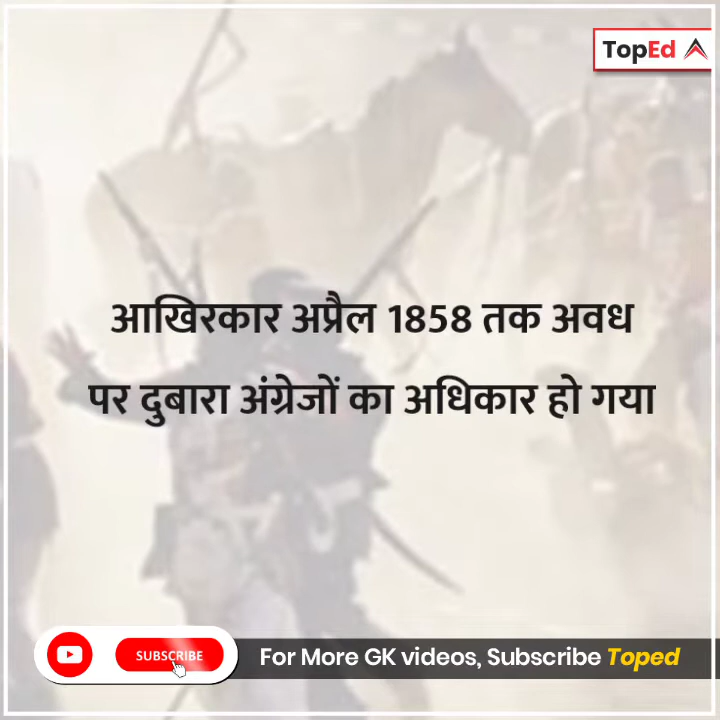 TopEd
आखिरकार अप्रैल 1858 तक अवध
पर दुबारा अंग्रेजों का अधिकार हो गया
SUBSCRIBE
For More GK videos, Subscribe Toped